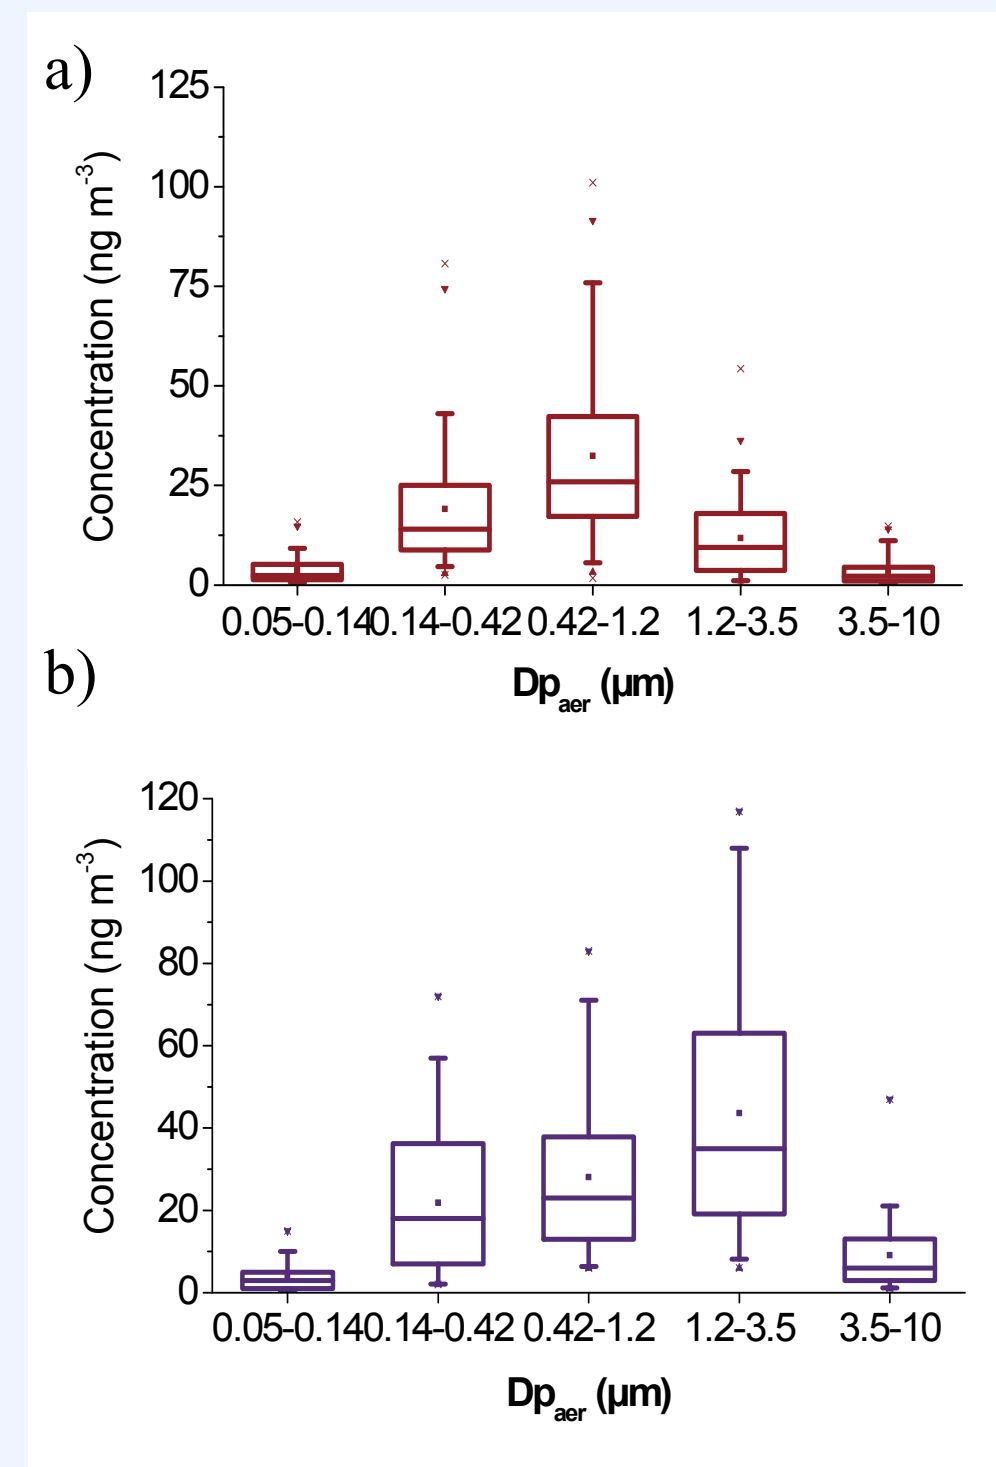 a)
Concentration (ng m⁻³)
125
100
75
50
25
0
0.05-0.14 0.14-0.42 0.42-1.2 1.2-3.5 3.5-10
Dp_aer (µm)
b)
Concentration (ng m⁻³)
120
100
80
60
40
20
0
0.05-0.14 0.14-0.42 0.42-1.2 1.2-3.5 3.5-10
Dp_aer (µm)